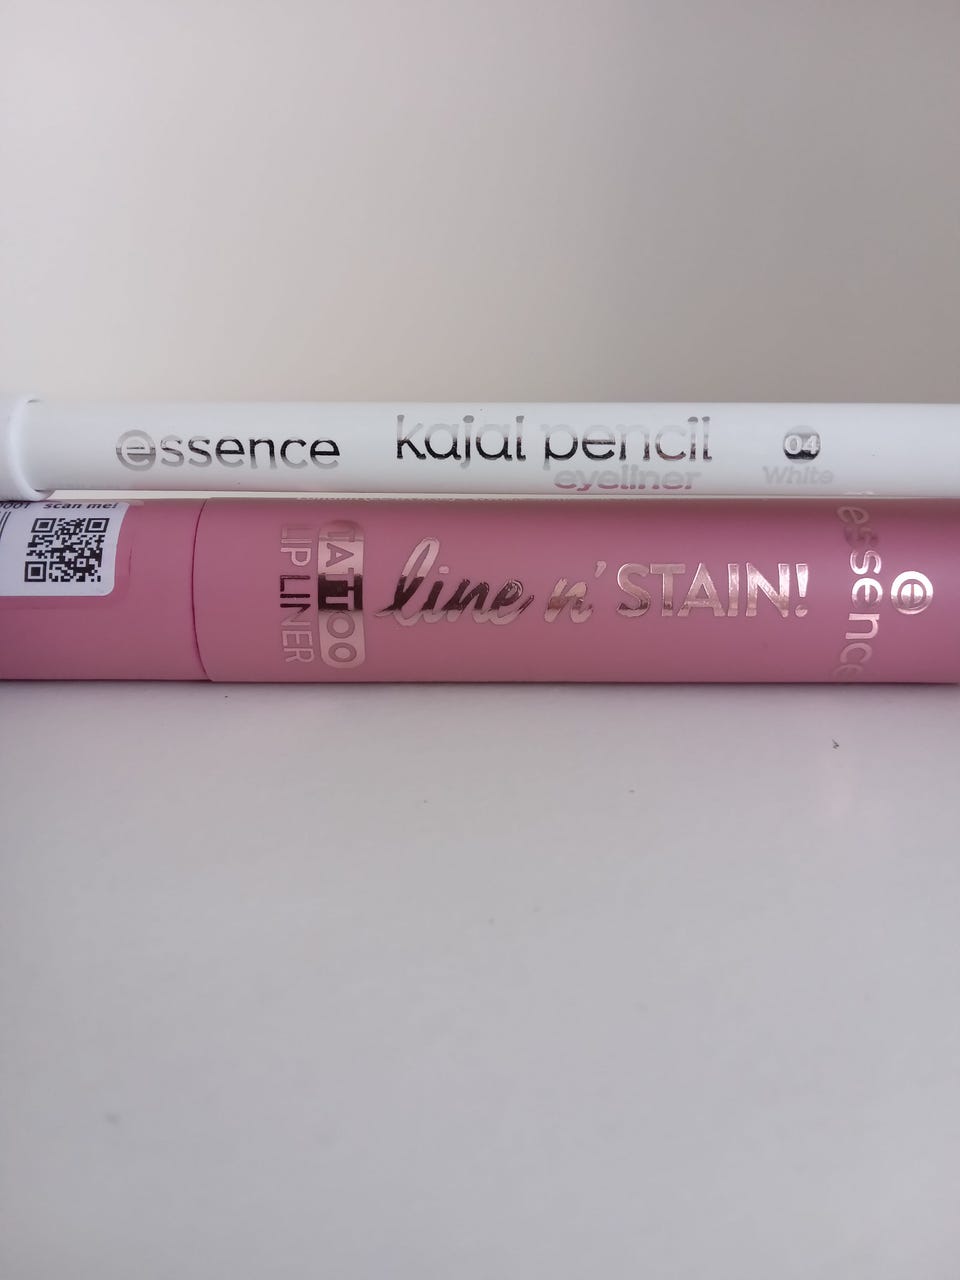 essence kajal pencil 04
eyeliner White
scan me!
TATTOO
LIP LINER
line n' STAIN!
essence